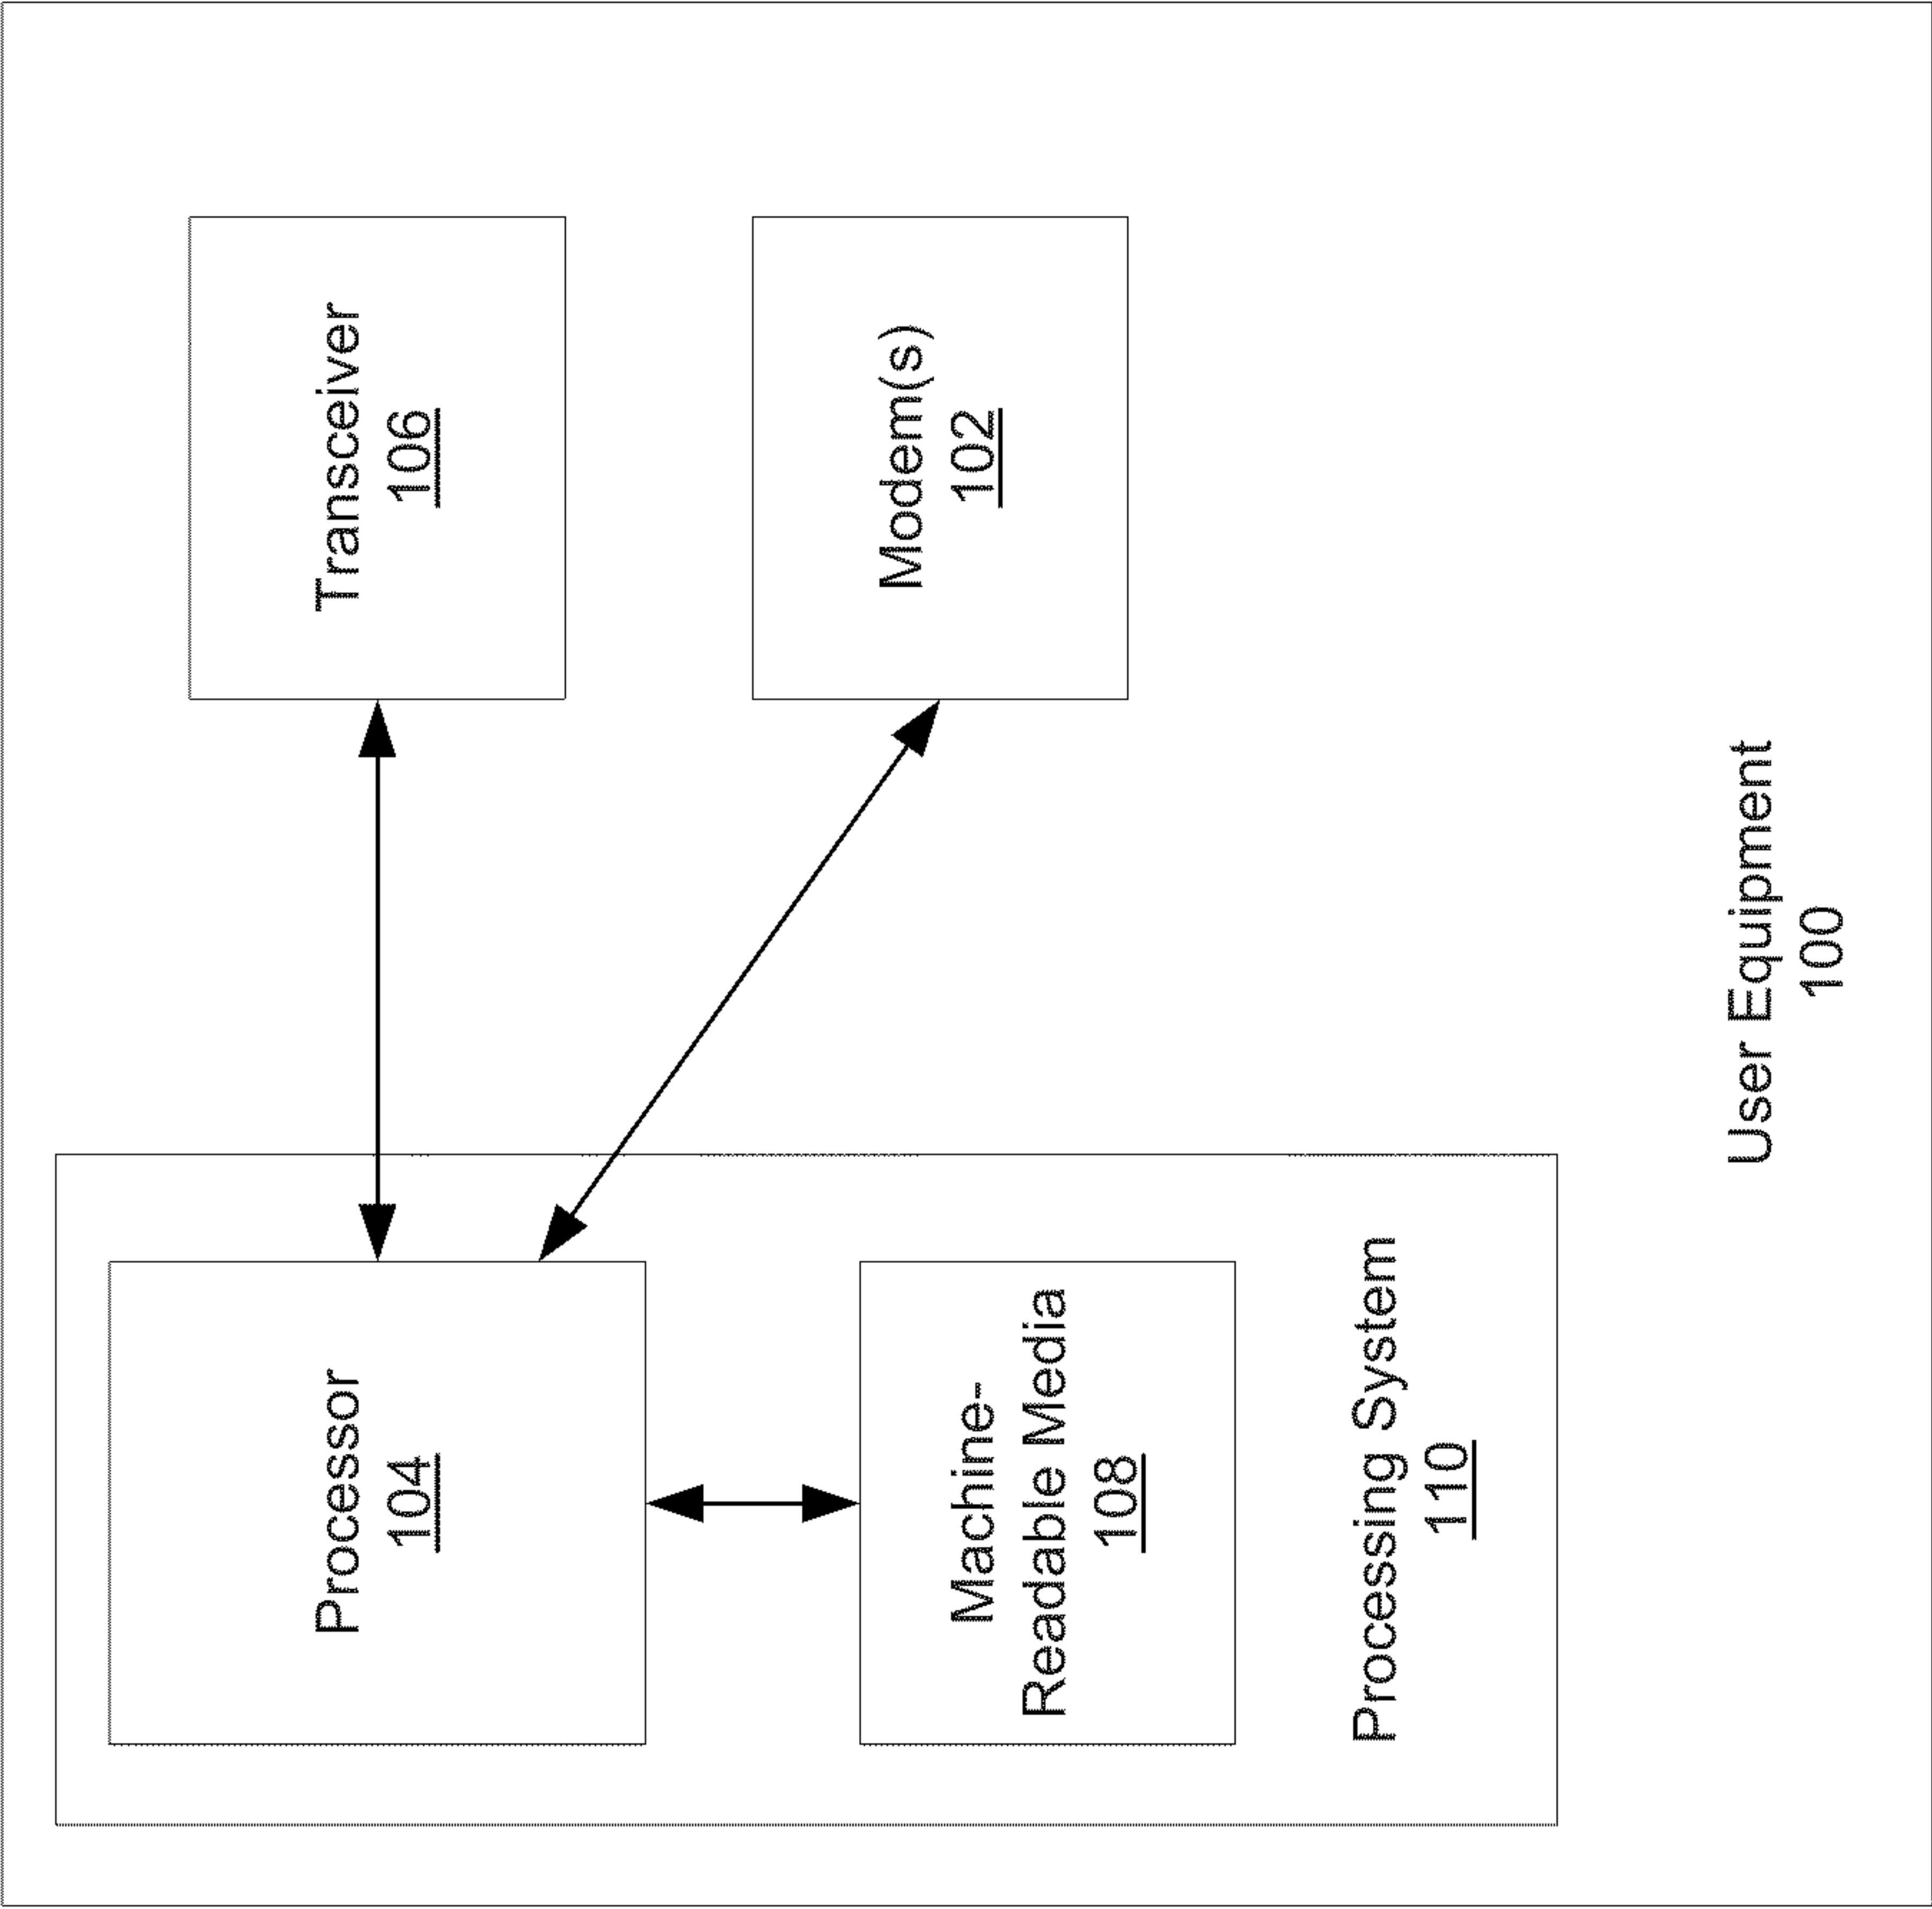 Processor
104
Transceiver
106
Machine-
Readable Media
108
Modem(s)
102
Processing System
110
User Equipment
100